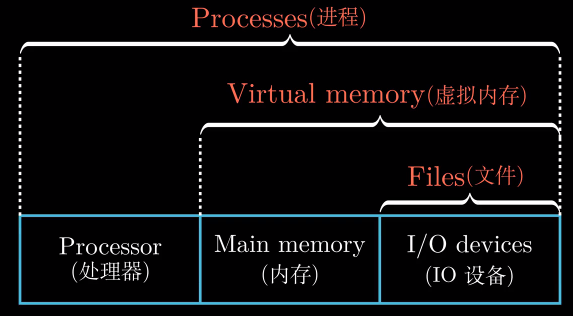 Processes(进程)
Virtual memory(虚拟内存)
Files(文件)
Processor
(处理器)
Main memory
(内存)
I/O devices
(IO 设备)